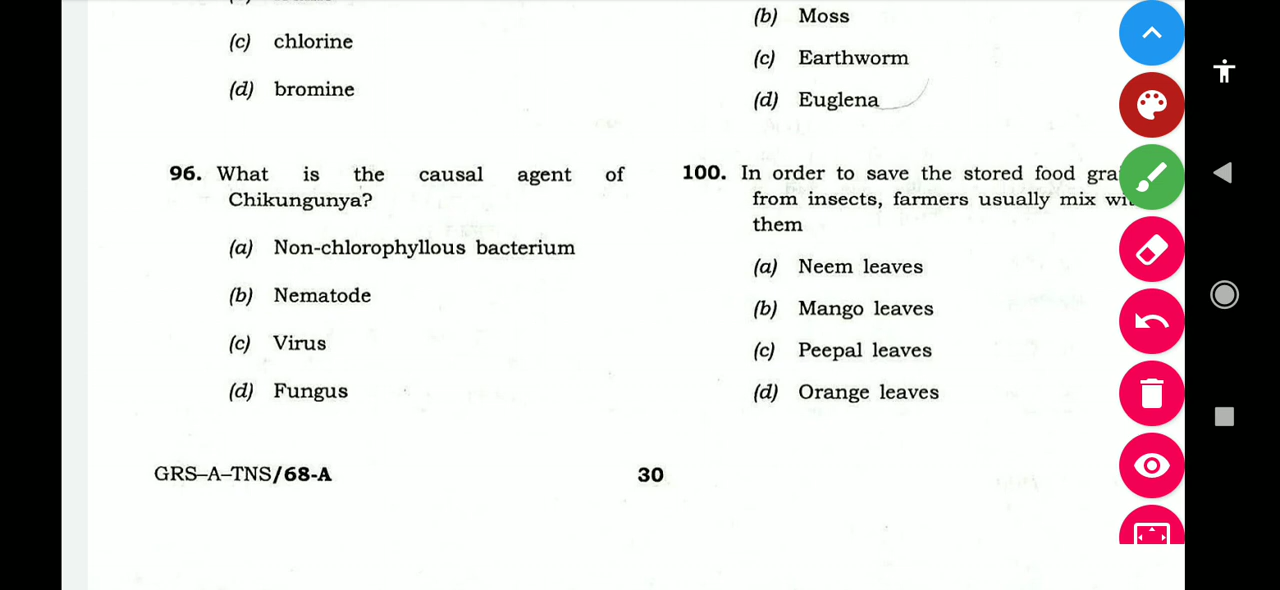 (c) chlorine
(d) bromine
96. What is the causal agent of
Chikungunya?
(a) Non-chlorophyllous bacterium
(b) Nematode
(c) Virus
(d) Fungus
(b) Moss
(c) Earthworm
(d) Euglena
100. In order to save the stored food
from insects, farmers usually mix
them
(a) Neem leaves
(b) Mango leaves
(c) Peepal leaves
(d) Orange leaves
GRS–A–TNS/68-A
30